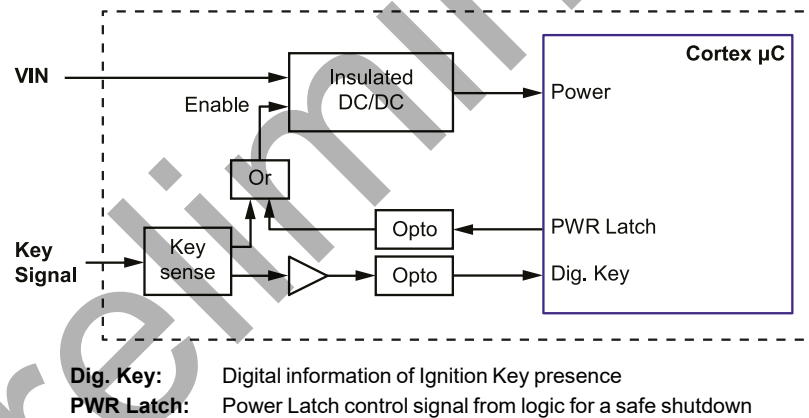 Cortex µC
VIN
Insulated
DC/DC
Power
Enable
Or
Opto
PWR Latch
Key
Signal
Key
sense
Opto
Dig. Key
Dig. Key: Digital information of Ignition Key presence
PWR Latch: Power Latch control signal from logic for a safe shutdown